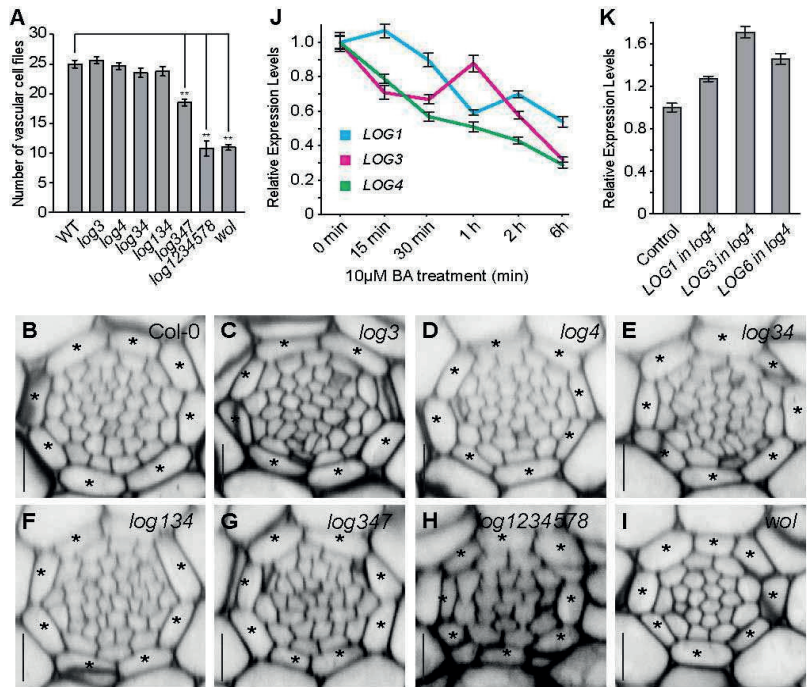 A
Number of vascular cell files
30
25
20
15
10
5
0
**
**
**
WT
log3
log4
log34
log134
log347
log1234578
wol
J
Relative Expression Levels
1.0
0.8
0.6
0.4
0.2
0
LOG1
LOG3
LOG4
0 min
15 min
30 min
1 h
2 h
6h
10µM BA treatment (min)
K
Relative Expression Levels
1.6
1.2
0.8
0.4
0
Control
LOG1 in log4
LOG3 in log4
LOG6 in log4
B Col-0
C log3
D log4
E log34
F log134
G log347
H log1234578
I wol